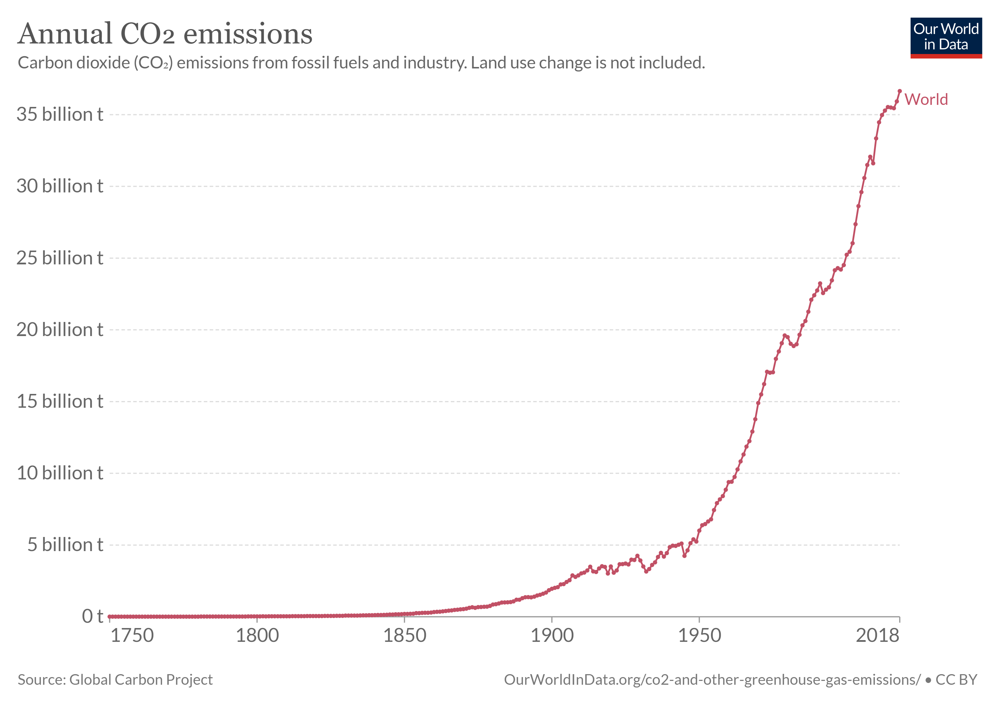 Annual CO2 emissions
Carbon dioxide (CO₂) emissions from fossil fuels and industry. Land use change is not included.
Our World
in Data
World
35 billion t
30 billion t
25 billion t
20 billion t
15 billion t
10 billion t
5 billion t
0 t
1750 1800 1850 1900 1950 2018
Source: Global Carbon Project
OurWorldInData.org/co2-and-other-greenhouse-gas-emissions/ • CC BY